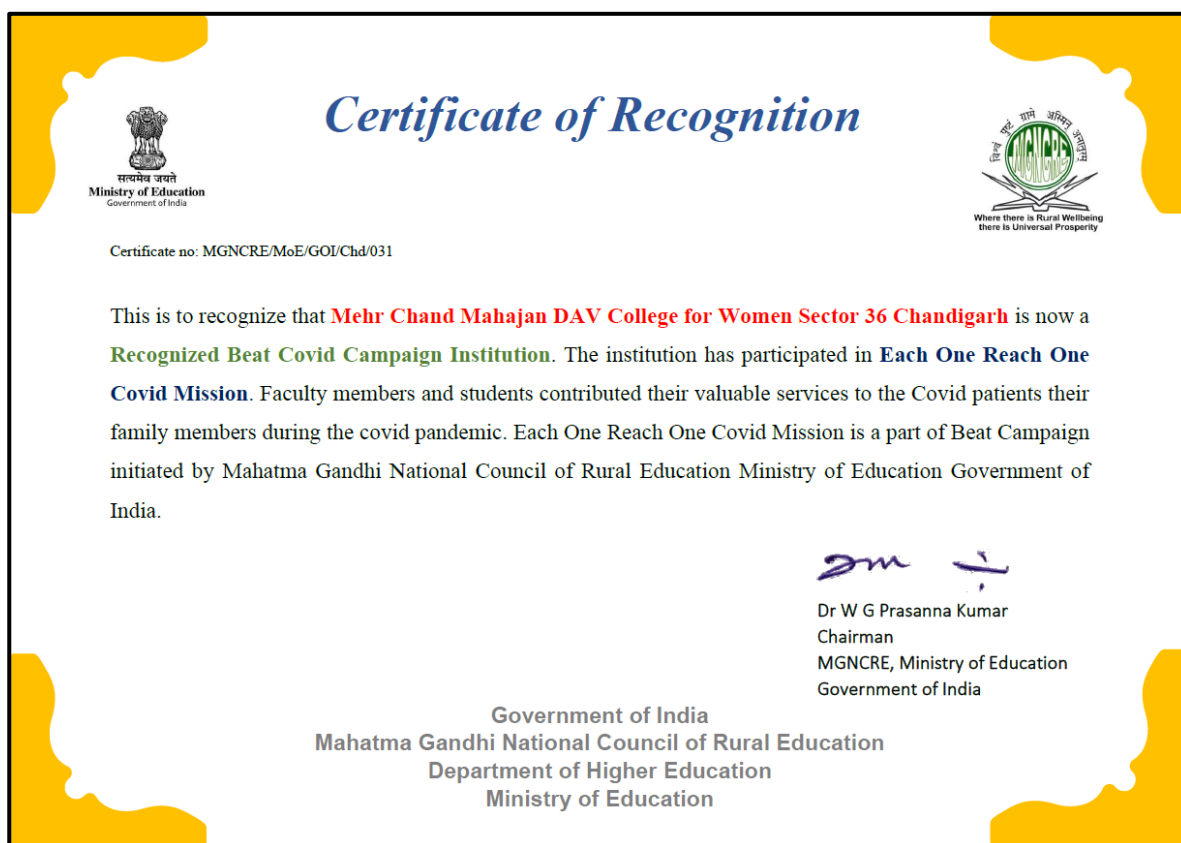 Certificate of Recognition
सत्यमेव जयते
Ministry of Education
Government of India
विश्वं पुष्टं ग्रामे अस्मिन् अनातुरम्
MGNCRE
Where there is Rural Wellbeing
there is Universal Prosperity
Certificate no: MGNCRE/MoE/GOI/Chd/031
This is to recognize that Mehr Chand Mahajan DAV College for Women Sector 36 Chandigarh is now a
Recognized Beat Covid Campaign Institution. The institution has participated in Each One Reach One
Covid Mission. Faculty members and students contributed their valuable services to the Covid patients their
family members during the covid pandemic. Each One Reach One Covid Mission is a part of Beat Campaign
initiated by Mahatma Gandhi National Council of Rural Education Ministry of Education Government of
India.
Dr W G Prasanna Kumar
Chairman
MGNCRE, Ministry of Education
Government of India
Government of India
Mahatma Gandhi National Council of Rural Education
Department of Higher Education
Ministry of Education